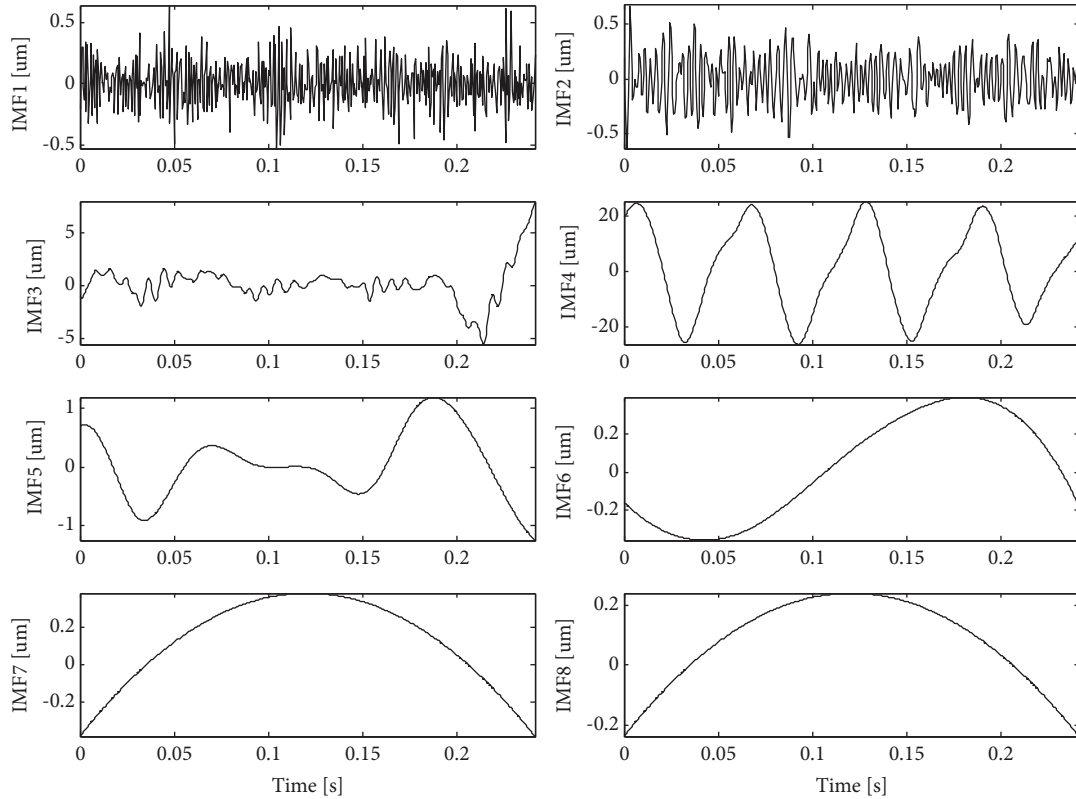 IMF1 [um]
0.5
0
-0.5
0 0.05 0.1 0.15 0.2
IMF2 [um]
0.5
0
-0.5
0 0.05 0.1 0.15 0.2
IMF3 [um]
5
0
-5
0 0.05 0.1 0.15 0.2
IMF4 [um]
20
0
-20
0 0.05 0.1 0.15 0.2
IMF5 [um]
1
0
-1
0 0.05 0.1 0.15 0.2
IMF6 [um]
0.2
0
-0.2
0 0.05 0.1 0.15 0.2
IMF7 [um]
0.2
0
-0.2
0 0.05 0.1 0.15 0.2
Time [s]
IMF8 [um]
0.2
0
-0.2
0 0.05 0.1 0.15 0.2
Time [s]